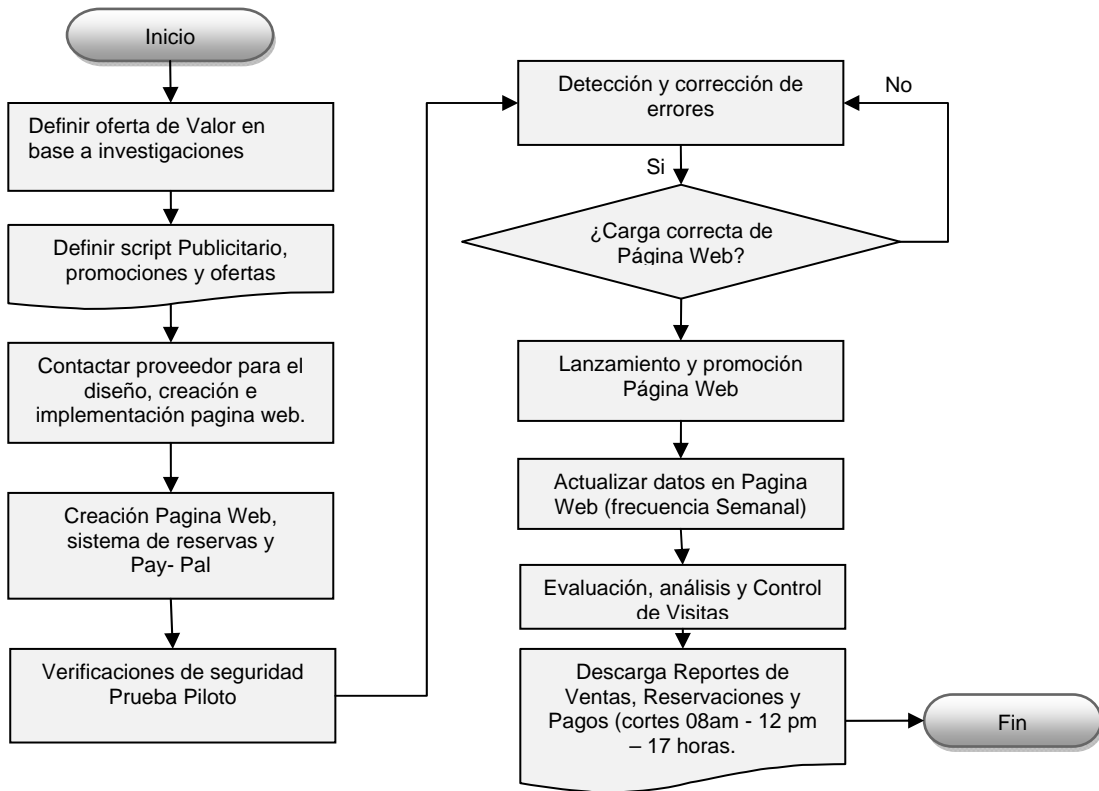 Inicio
Definir oferta de Valor en
base a investigaciones
Definir script Publicitario,
promociones y ofertas
Contactar proveedor para el
diseño, creación e
implementación pagina web.
Creación Pagina Web,
sistema de reservas y
Pay- Pal
Verificaciones de seguridad
Prueba Piloto
Detección y corrección de
errores
No
Si
¿Carga correcta de
Página Web?
Lanzamiento y promoción
Página Web
Actualizar datos en Pagina
Web (frecuencia Semanal)
Evaluación, análisis y Control
de Visitas
Descarga Reportes de
Ventas, Reservaciones y
Pagos (cortes 08am - 12 pm
– 17 horas.
Fin